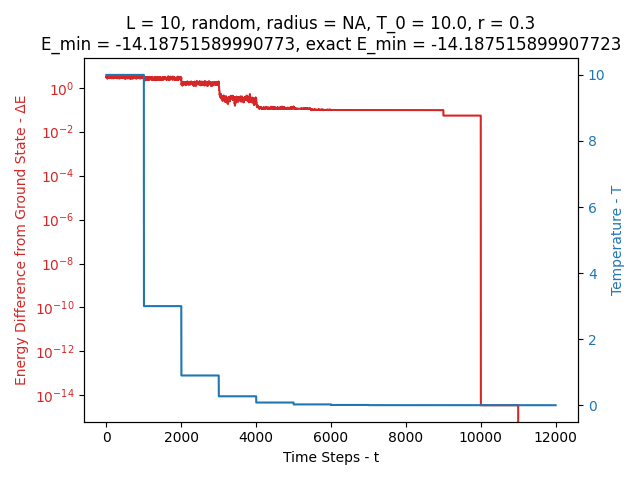 L = 10, random, radius = NA, T_0 = 10.0, r = 0.3
E_min = -14.18751589990773, exact E_min = -14.187515899907723
Energy Difference from Ground State - ΔE
10⁰
10⁻²
10⁻⁴
10⁻⁶
10⁻⁸
10⁻¹⁰
10⁻¹²
10⁻¹⁴
10
8
6
4
2
0
Temperature - T
0 2000 4000 6000 8000 10000 12000
Time Steps - t